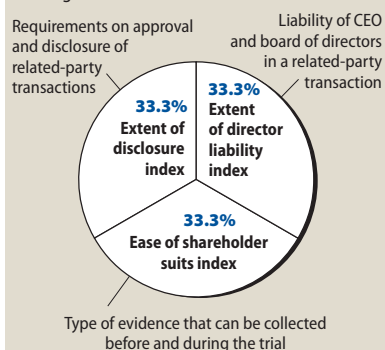 Requirements on approval
and disclosure of
related-party
transactions
Liability of CEO
and board of directors
in a related-party
transaction
33.3%
Extent of
disclosure
index
33.3%
Extent
of director
liability
index
33.3%
Ease of shareholder
suits index
Type of evidence that can be collected
before and during the trial